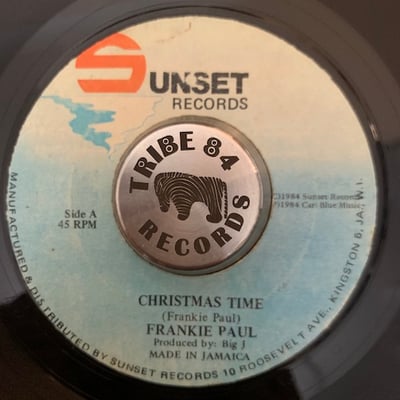 SUNSET
RECORDS
TRIBE 84
RECORDS
Side A
45 RPM
1984 Sunset Records
1984 Car. Blue Music
CHRISTMAS TIME
(Frankie Paul)
FRANKIE PAUL
Produced by: Big J
MADE IN JAMAICA
MANUFACTURED & DISTRIBUTED BY SUNSET RECORDS 10 ROOSEVELT AVE., KINGSTON 6, JA. W.I.